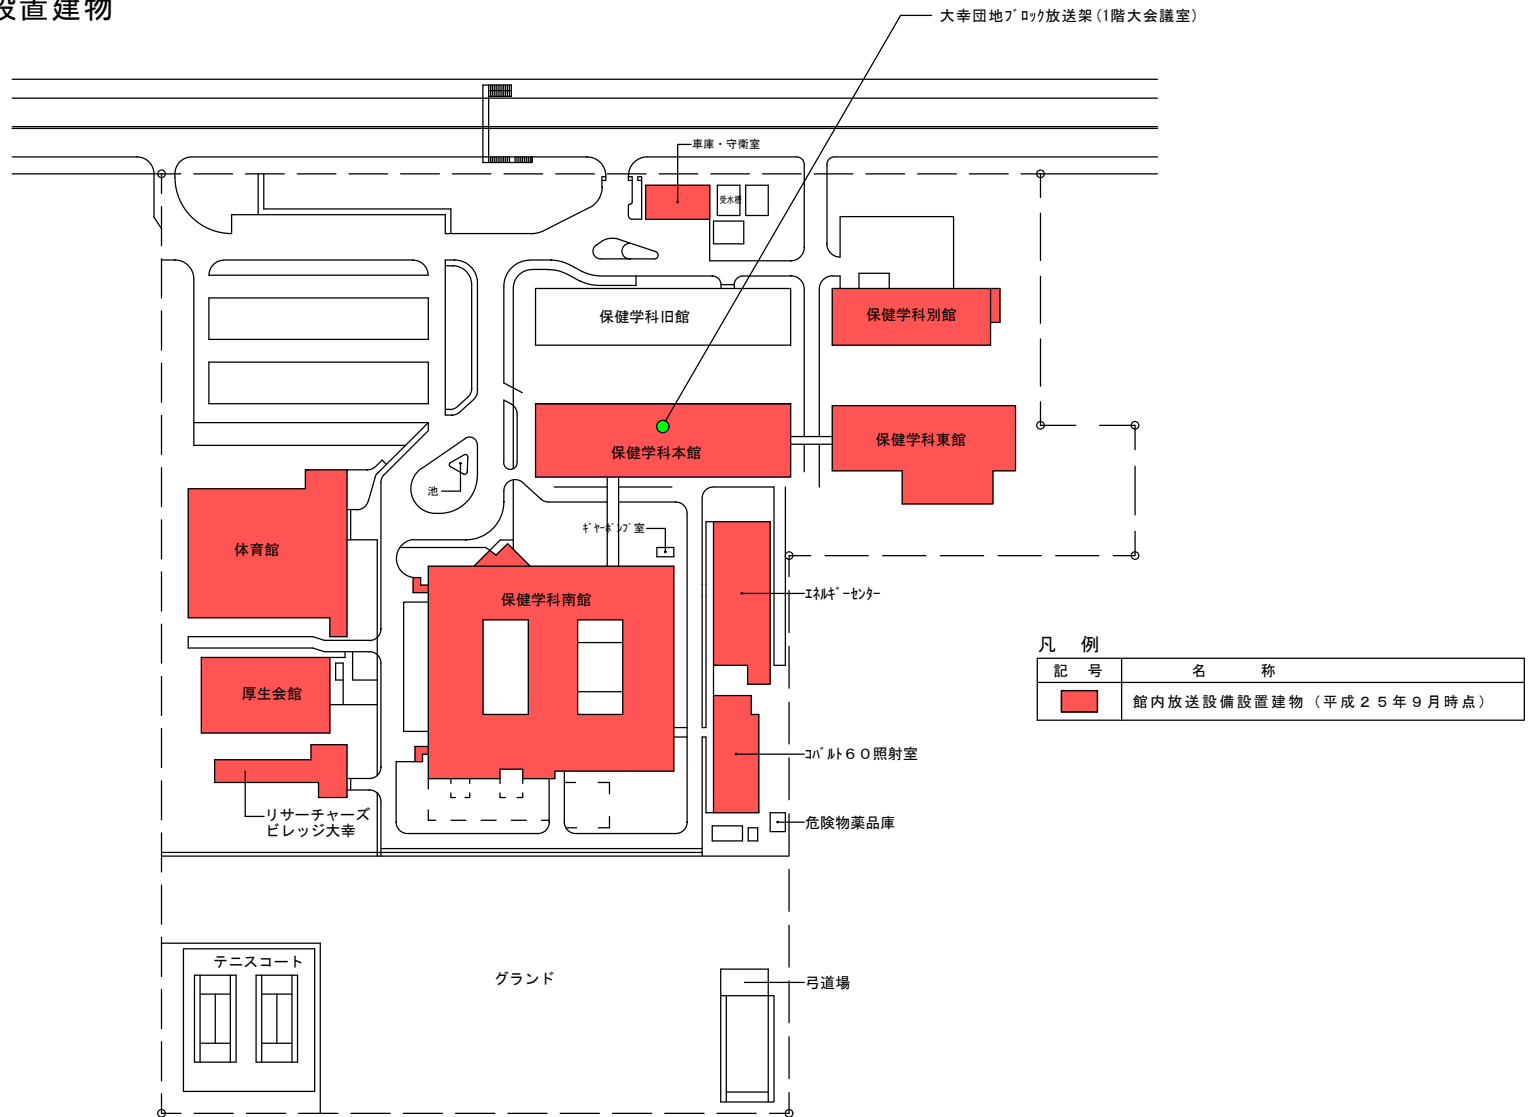 設置建物
大幸団地ﾌﾞﾛｯｸ放送架(1階大会議室)
車庫・守衛室
受水槽
保健学科旧館
保健学科別館
保健学科本館
保健学科東館
池
ｷﾞﾔｰﾎﾟﾝﾌﾟ室
体育館
保健学科南館
ｴﾈﾙｷﾞｰｾﾝﾀｰ
凡 例
記 号 名 称
館内放送設備設置建物（平成２５年９月時点）
厚生会館
ｺﾊﾞﾙﾄ６０照射室
リサーチャーズ
ビレッジ大幸
危険物薬品庫
テニスコート
グランド
弓道場